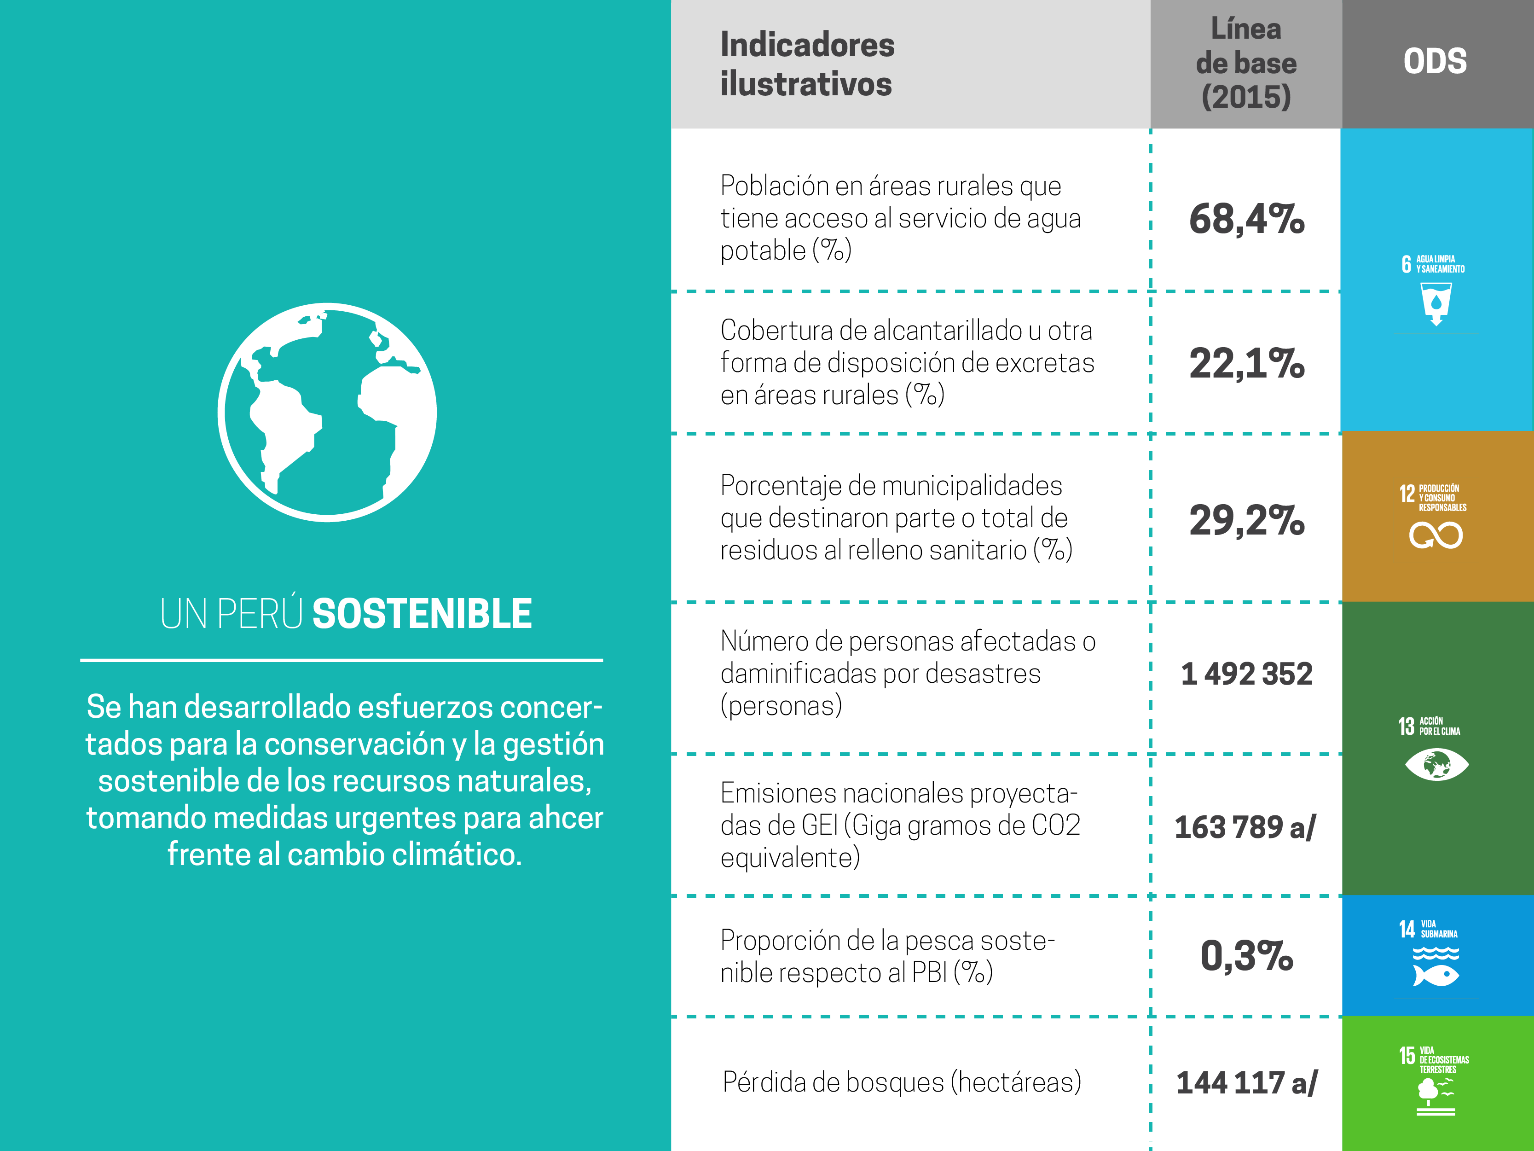 UN PERÚ SOSTENIBLE
Se han desarrollado esfuerzos concer-
tados para la conservación y la gestión
sostenible de los recursos naturales,
tomando medidas urgentes para ahcer
frente al cambio climático.
Indicadores
ilustrativos
Línea
de base
(2015)
ODS
Población en áreas rurales que
tiene acceso al servicio de agua
potable (%)
68,4%
6 AGUA LIMPIA
Y SANEAMIENTO
Cobertura de alcantarillado u otra
forma de disposición de excretas
en áreas rurales (%)
22,1%
Porcentaje de municipalidades
que destinaron parte o total de
residuos al relleno sanitario (%)
29,2%
12 PRODUCCIÓN
Y CONSUMO
RESPONSABLES
Número de personas afectadas o
daminificadas por desastres
(personas)
1 492 352
13 ACCIÓN
POR EL CLIMA
Emisiones nacionales proyecta-
das de GEI (Giga gramos de CO2
equivalente)
163 789 a/
Proporción de la pesca soste-
nible respecto al PBI (%)
0,3%
14 VIDA
SUBMARINA
Pérdida de bosques (hectáreas)
144 117 a/
15 VIDA
DE ECOSISTEMAS
TERRESTRES